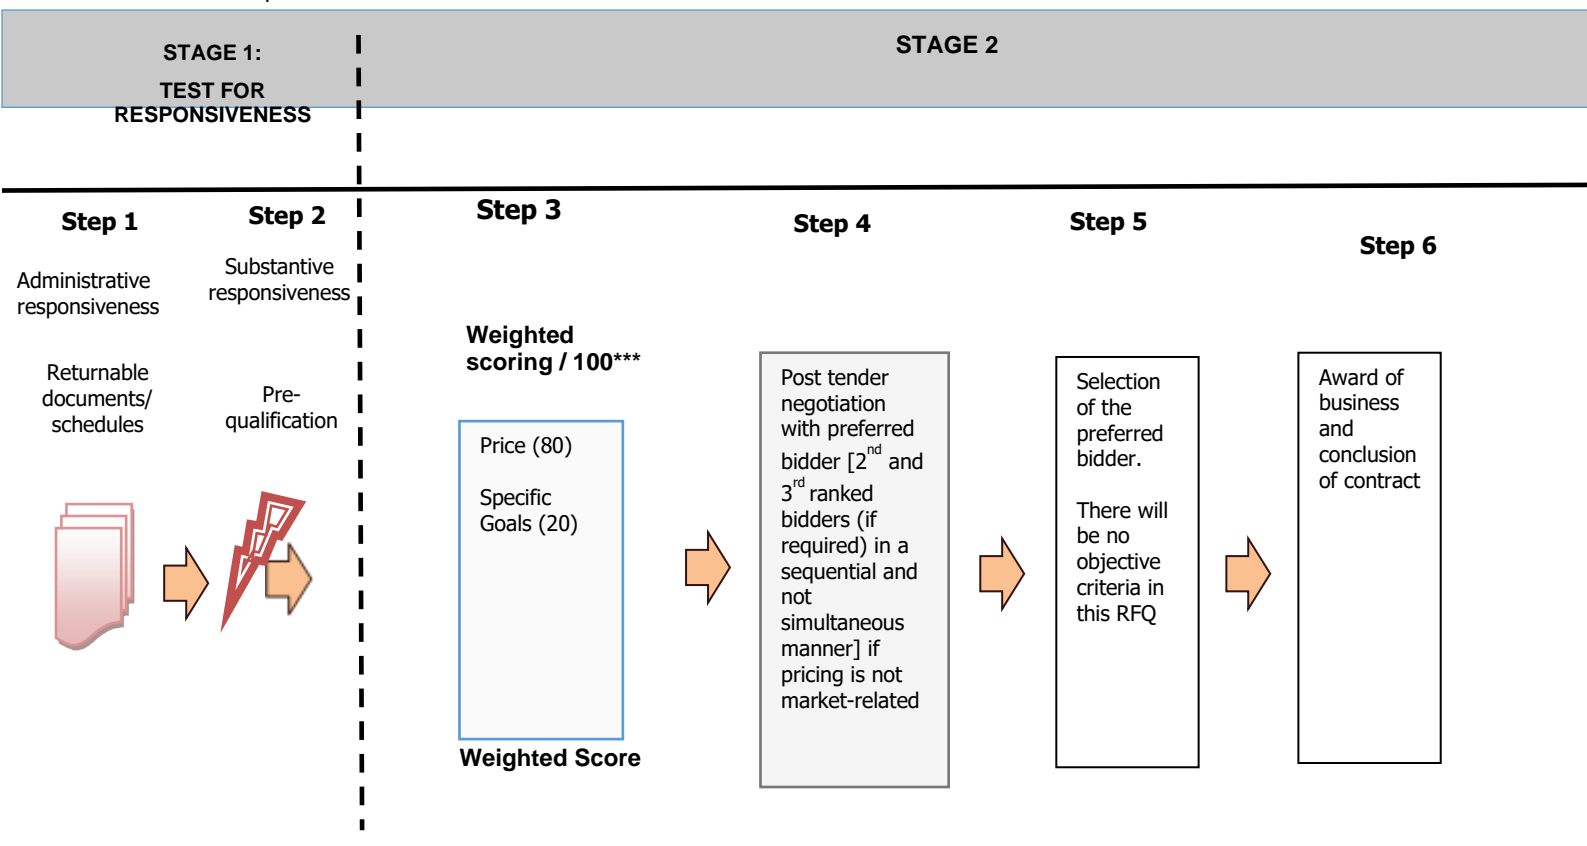 STAGE 1:
TEST FOR
RESPONSIVENESS
STAGE 2
Step 1
Administrative
responsiveness
Returnable
documents/
schedules
Step 2
Substantive
responsiveness
Pre-
qualification
Step 3
Weighted
scoring / 100***
Price (80)
Specific
Goals (20)
Weighted Score
Step 4
Post tender
negotiation
with preferred
bidder [2nd and
3rd ranked
bidders (if
required) in a
sequential and
not
simultaneous
manner] if
pricing is not
market-related
Step 5
Selection
of the
preferred
bidder.
There will
be no
objective
criteria in
this RFQ
Step 6
Award of
business
and
conclusion
of contract